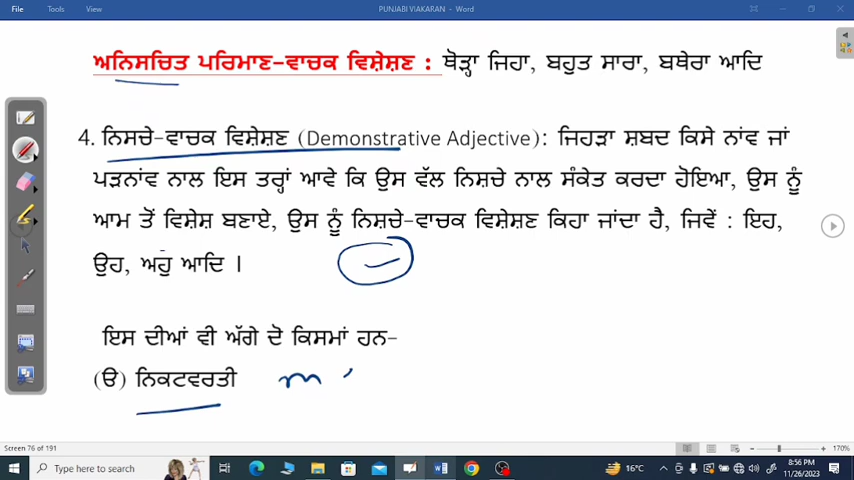 PUNJABI VIAKARAN - Word
File Tools View
ਅਨਿਸਚਿਤ ਪਰਿਮਾਣ-ਵਾਚਕ ਵਿਸ਼ੇਸ਼ਣ : ਥੋੜ੍ਹਾ ਜਿਹਾ, ਬਹੁਤ ਸਾਰਾ, ਬਥੇਰਾ ਆਦਿ
4. ਨਿਸਚੇ-ਵਾਚਕ ਵਿਸ਼ੇਸ਼ਣ (Demonstrative Adjective): ਜਿਹੜਾ ਸ਼ਬਦ ਕਿਸੇ ਨਾਂਵ ਜਾਂ
ਪੜਨਾਂਵ ਨਾਲ ਇਸ ਤਰ੍ਹਾਂ ਆਵੇ ਕਿ ਉਸ ਵੱਲ ਨਿਸ਼ਚੇ ਨਾਲ ਸੰਕੇਤ ਕਰਦਾ ਹੋਇਆ, ਉਸ ਨੂੰ
ਆਮ ਤੋਂ ਵਿਸ਼ੇਸ਼ ਬਣਾਏ, ਉਸ ਨੂੰ ਨਿਸ਼ਚੇ-ਵਾਚਕ ਵਿਸ਼ੇਸ਼ਣ ਕਿਹਾ ਜਾਂਦਾ ਹੈ, ਜਿਵੇਂ : ਇਹ,
ਉਹ, ਅਹੁ ਆਦਿ ।
ਇਸ ਦੀਆਂ ਵੀ ਅੱਗੇ ਦੋ ਕਿਸਮਾਂ ਹਨ-
(ੳ) ਨਿਕਟਵਰਤੀ
Screen 76 of 191
170%
Type here to search
16°C
8:56 PM
11/26/2023